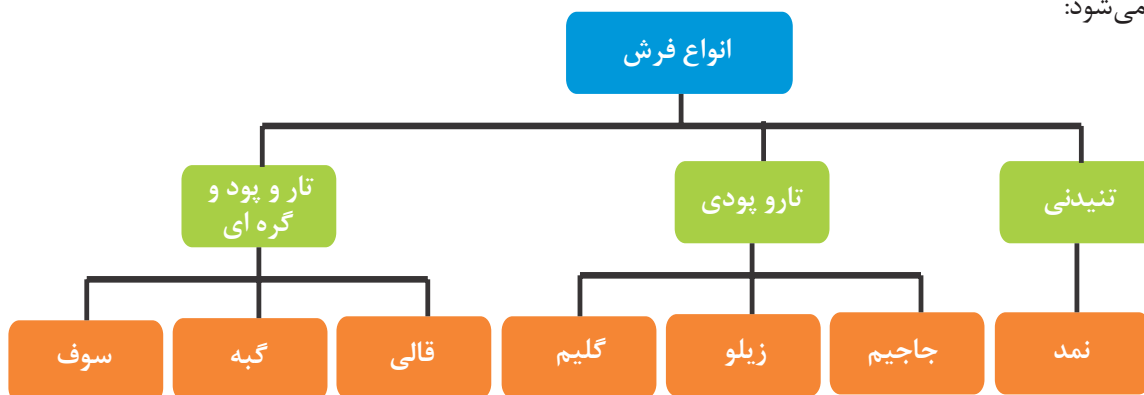 می‌شود:
انواع فرش
تنیدنی
تارو پودی
تار و پود و
گره ای
نمد
جاجیم
زیلو
گلیم
قالی
گبه
سوف